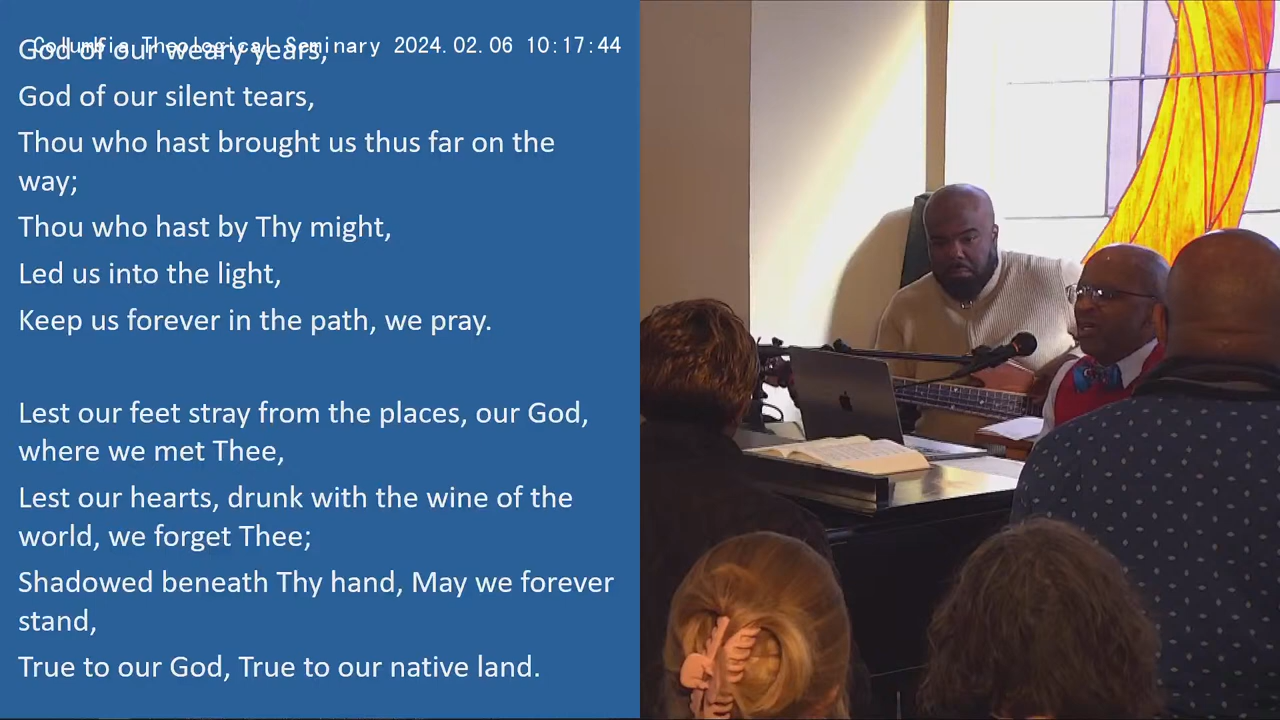 Columbia Theological Seminary 2024.02.06 10:17:44
God of our weary years,
God of our silent tears,
Thou who hast brought us thus far on the
way;
Thou who hast by Thy might,
Led us into the light,
Keep us forever in the path, we pray.
Lest our feet stray from the places, our God,
where we met Thee,
Lest our hearts, drunk with the wine of the
world, we forget Thee;
Shadowed beneath Thy hand, May we forever
stand,
True to our God, True to our native land.